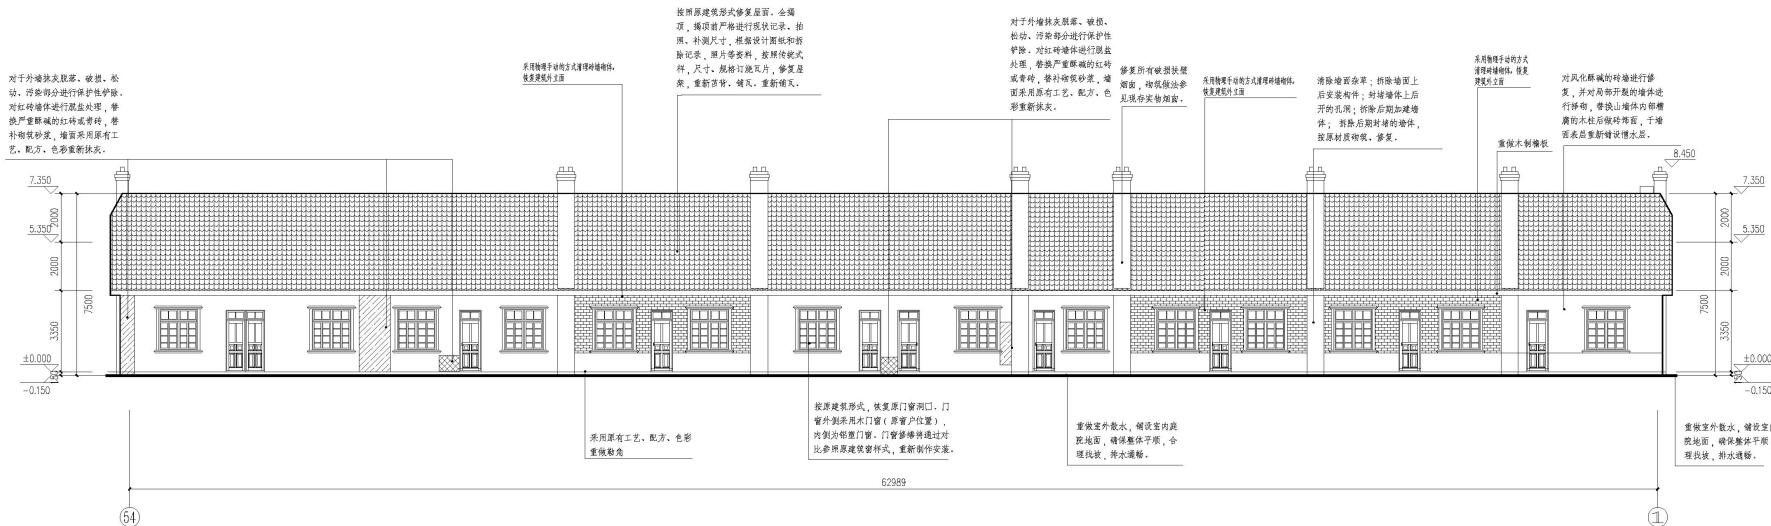 按照原建筑形式修复屋面。全揭
顶，揭顶前严格进行现状记录、拍
照、补测尺寸，根据设计图纸和拆
除记录，照片等资料，按照传统式
样，尺寸、规格订烧瓦片，修复屋
架，重新苫背、铺瓦。重新铺瓦。
对于外墙抹灰脱落、破损、
松动、污染部分进行保护性
铲除。对红砖墙体进行脱盐
处理，替换严重酥碱的红砖
或青砖，替补砌筑砂浆，墙
面采用原有工艺、配方、色
彩重新抹灰。
采用物理手动的方式清理砖墙砌体，
恢复建筑外立面
对于外墙抹灰脱落、破损、松
动、污染部分进行保护性铲除。
对红砖墙体进行脱盐处理，替
换严重酥碱的红砖或青砖，替
补砌筑砂浆，墙面采用原有工
艺、配方、色彩重新抹灰。
修复所有破损扶壁
烟囱，砌筑做法参
见现存实物烟囱。
采用物理手动的方式清理砖墙砌体，
恢复建筑外立面
清除墙面杂草；拆除墙面上
后安装构件；封堵墙体上后
开的孔洞；拆除后期加建墙
体； 拆除后期封堵的墙体，
按原材质砌筑、修复。
采用物理手动的方式
清理砖墙砌体，恢复
建筑外立面
对风化酥碱的砖墙进行修
复，并对局部开裂的墙体进
行择砌，替换山墙体内部糟
腐的木柱后做砖饰面，于墙
面表后重新铺设憎水层。
重做木制檐板
8.450
7.350
7.350
2000
2000
5.350
5.350
2000
2000
7500
7500
3350
3350
±0.000
±0.000
150
150
-0.150
-0.150
采用原有工艺、配方、色彩
重做勒角
按原建筑形式，恢复原门窗洞口。门
窗外侧采用木门窗（原窗户位置），
内侧为铝塑门窗。门窗修缮将通过对
比参照原建筑窗样式，重新制作安装。
重做室外散水，铺设室内庭
院地面，确保整体平顺，合
理找坡，排水通畅。
重做室外散水，铺设室
院地面，确保整体平顺
理找坡，排水通畅。
62989
54
1